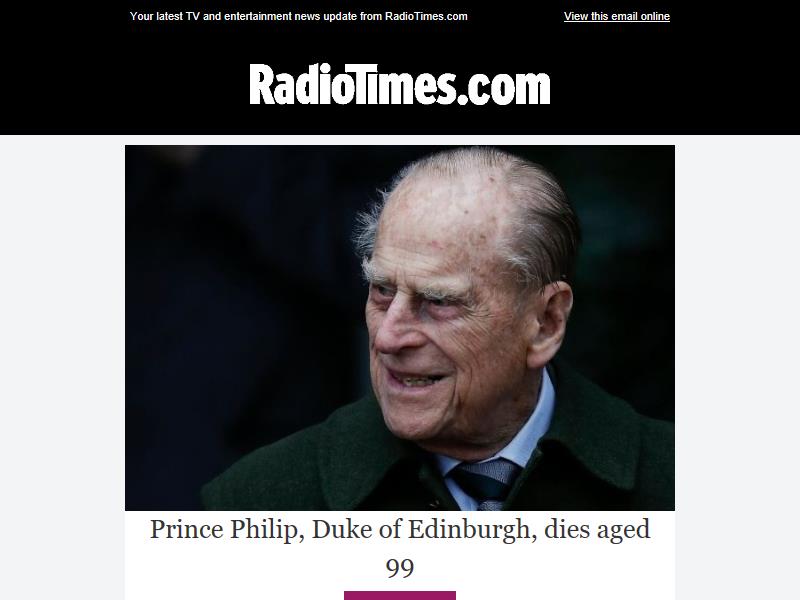 Your latest TV and entertainment news update from RadioTimes.com
View this email online
RadioTimes.com
Prince Philip, Duke of Edinburgh, dies aged
99